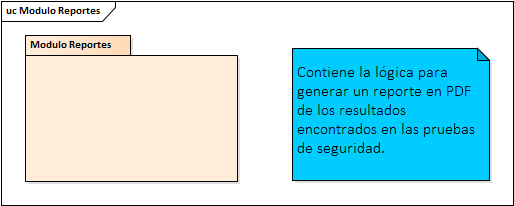 uc Modulo Reportes
Modulo Reportes
Contiene la lógica para
generar un reporte en PDF
de los resultados
encontrados en las pruebas
de seguridad.